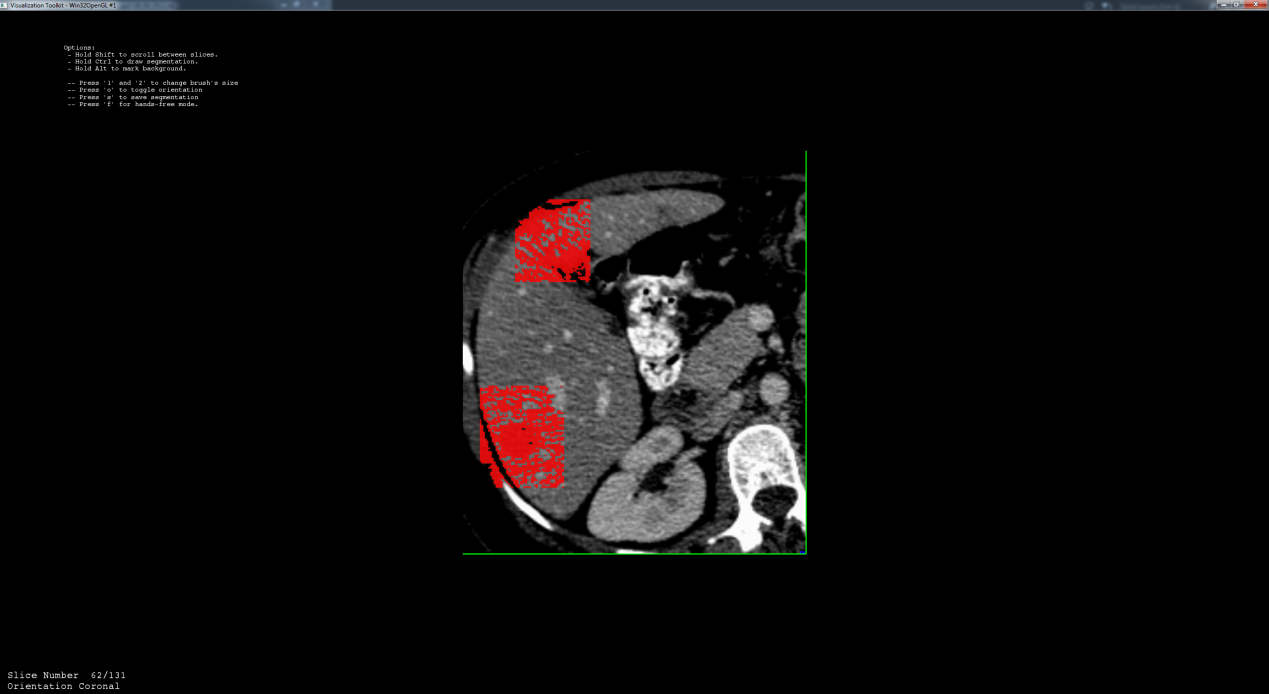 Visualization Toolkit - Win32OpenGL #1
Options:
- Hold Shift to scroll between slices.
- Hold Ctrl to draw segmentation.
- Hold Alt to mark background.
-- Press '1' and '2' to change brush's size
-- Press 'o' to toggle orientation
-- Press 's' to save segmentation
-- Press 'f' for hands-free mode.
Slice Number 62/131
Orientation Coronal